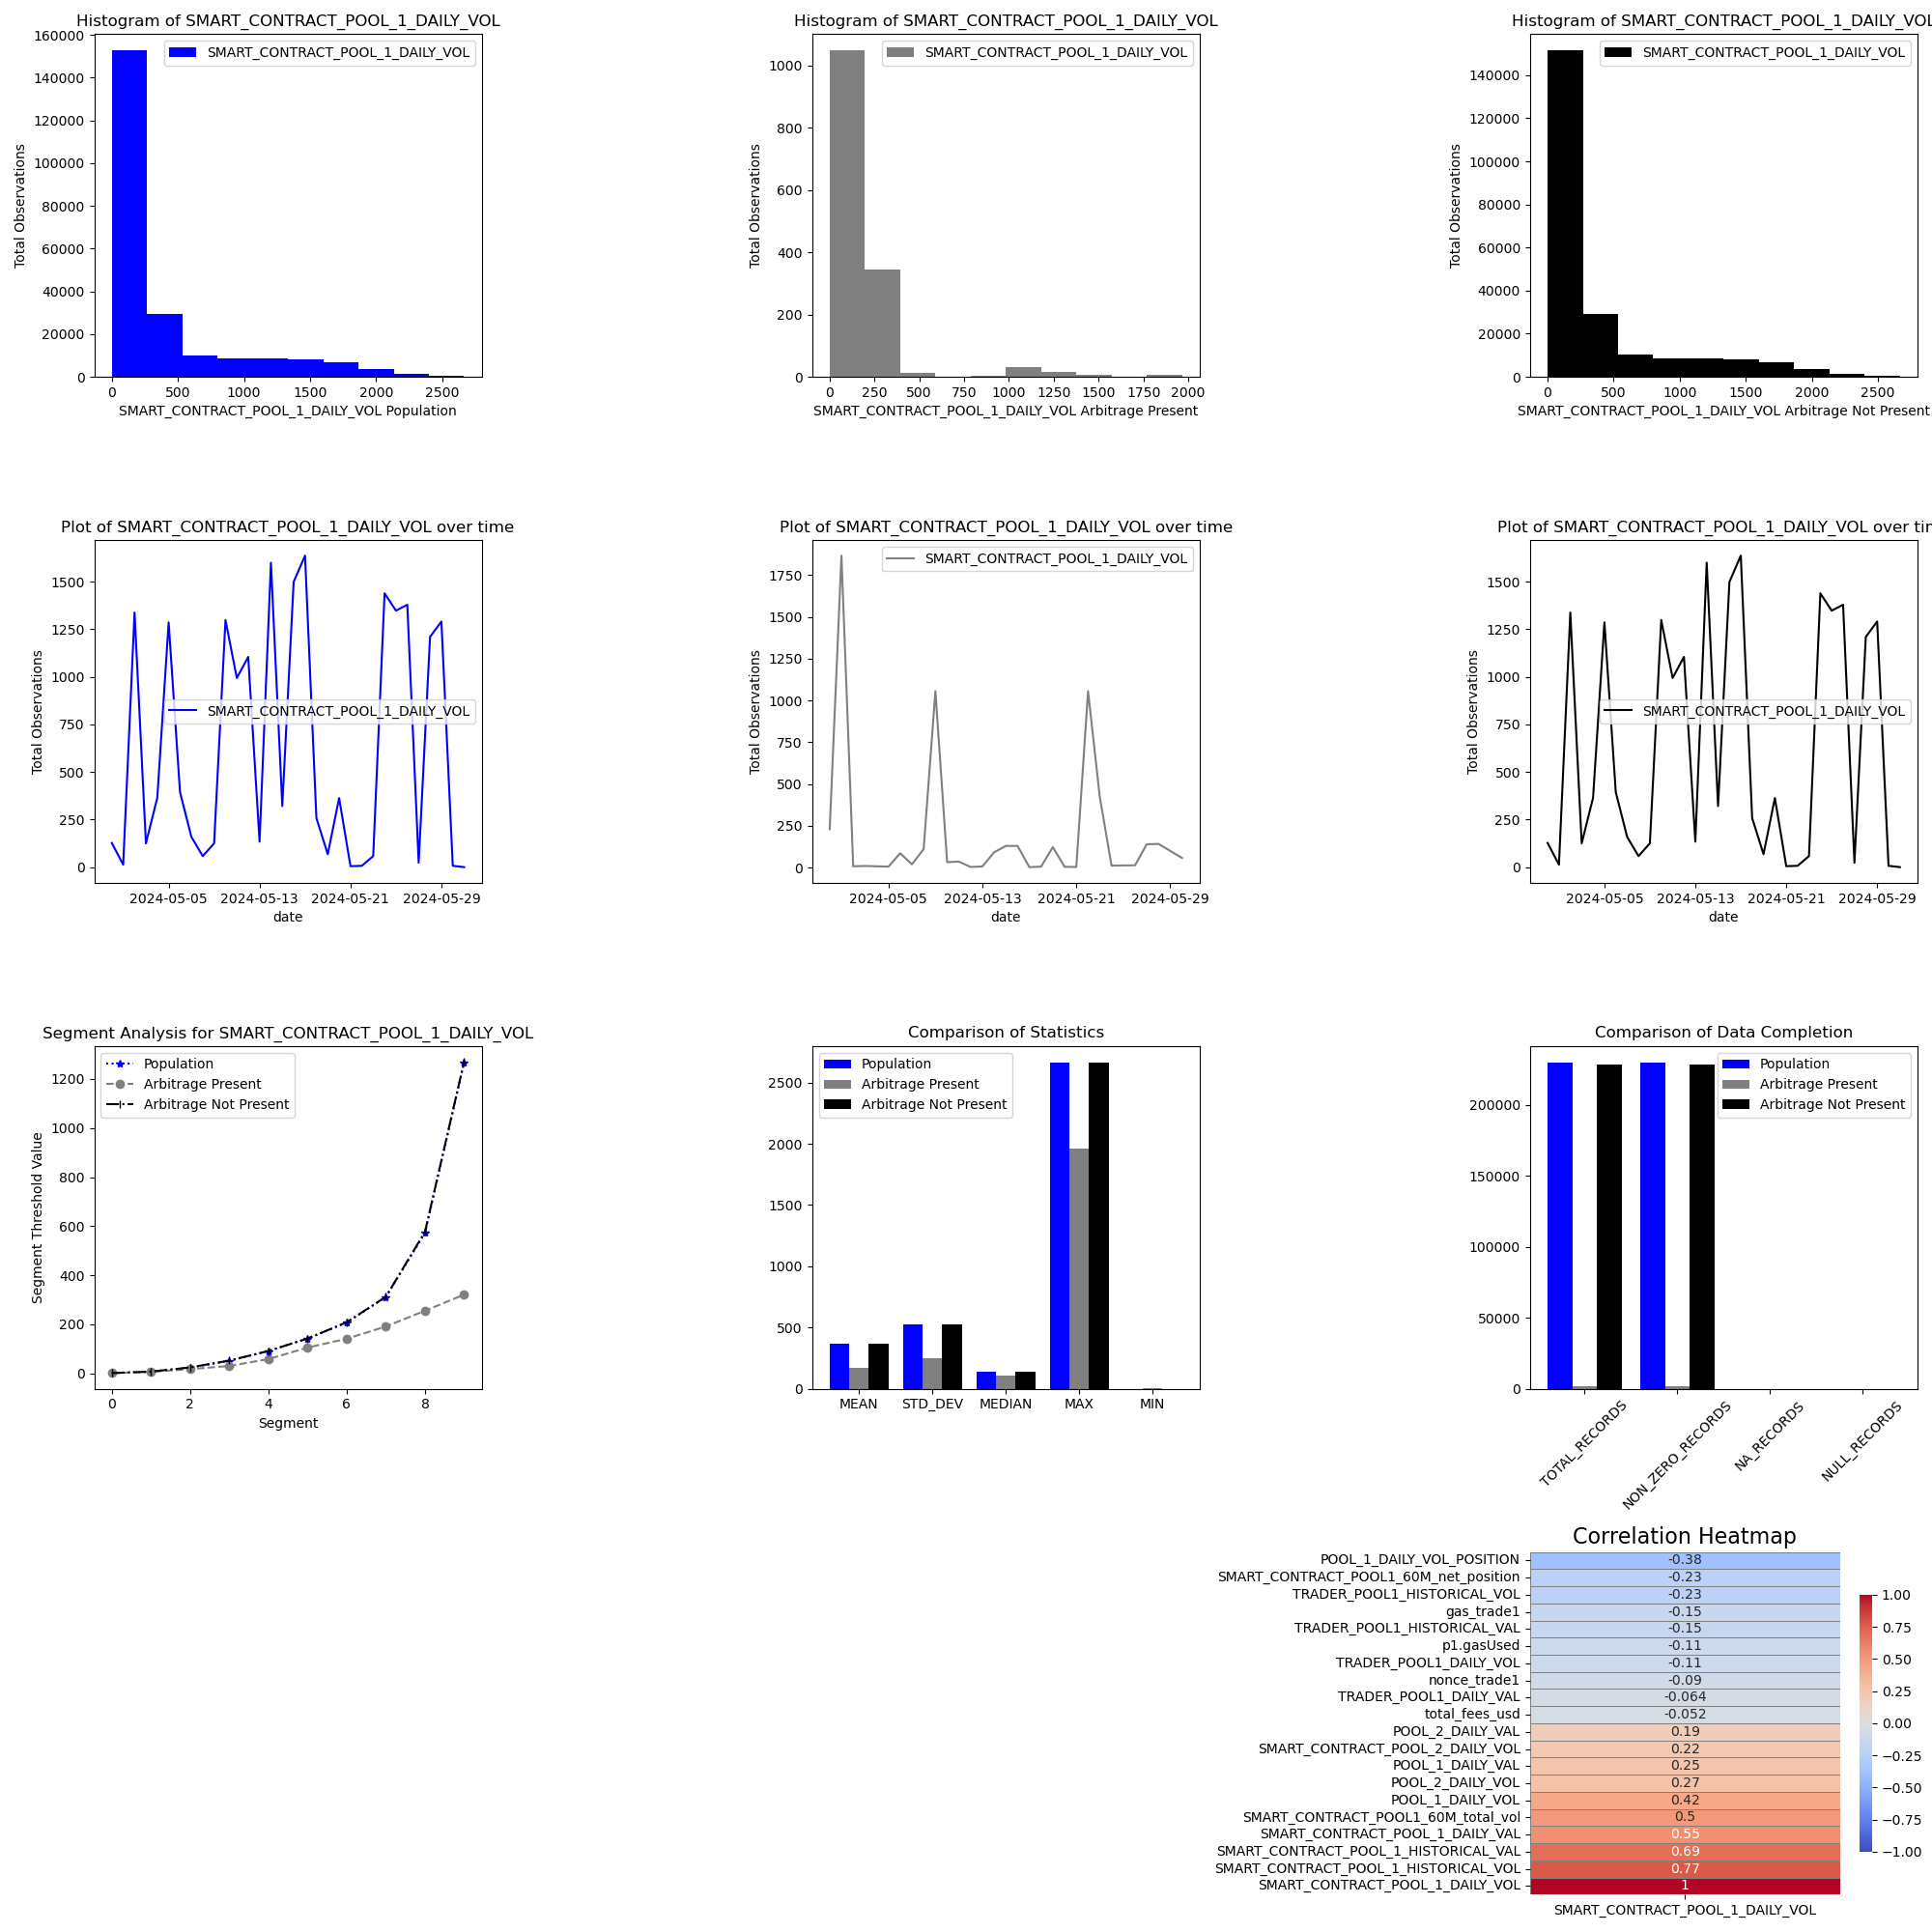 Histogram of SMART_CONTRACT_POOL_1_DAILY_VOL
SMART_CONTRACT_POOL_1_DAILY_VOL
Total Observations
160000
140000
120000
100000
80000
60000
40000
20000
0
0 500 1000 1500 2000 2500
SMART_CONTRACT_POOL_1_DAILY_VOL Population
Histogram of SMART_CONTRACT_POOL_1_DAILY_VOL
SMART_CONTRACT_POOL_1_DAILY_VOL
Total Observations
1000
800
600
400
200
0
0 250 500 750 1000 1250 1500 1750 2000
SMART_CONTRACT_POOL_1_DAILY_VOL Arbitrage Present
Histogram of SMART_CONTRACT_POOL_1_DAILY_VOL
SMART_CONTRACT_POOL_1_DAILY_VOL
Total Observations
140000
120000
100000
80000
60000
40000
20000
0
0 500 1000 1500 2000 2500
SMART_CONTRACT_POOL_1_DAILY_VOL Arbitrage Not Present
Plot of SMART_CONTRACT_POOL_1_DAILY_VOL over time
SMART_CONTRACT_POOL_1_DAILY_VOL
Total Observations
1500
1250
1000
750
500
250
0
2024-05-05 2024-05-13 2024-05-21 2024-05-29
date
Plot of SMART_CONTRACT_POOL_1_DAILY_VOL over time
SMART_CONTRACT_POOL_1_DAILY_VOL
Total Observations
1750
1500
1250
1000
750
500
250
0
2024-05-05 2024-05-13 2024-05-21 2024-05-29
date
Plot of SMART_CONTRACT_POOL_1_DAILY_VOL over
SMART_CONTRACT_POOL_1_DAILY_VOL
Total Observations
1500
1250
1000
750
500
250
0
2024-05-05 2024-05-13 2024-05-21 2024-05-29
date
Segment Analysis for SMART_CONTRACT_POOL_1_DAILY_VOL
Population
Arbitrage Present
Arbitrage Not Present
Segment Threshold Value
1200
1000
800
600
400
200
0
0 2 4 6 8
Segment
Comparison of Statistics
Population
Arbitrage Present
Arbitrage Not Present
2500
2000
1500
1000
500
0
MEAN STD_DEV MEDIAN MAX MIN
Comparison of Data Completion
Population
Arbitrage Present
Arbitrage Not Present
200000
150000
100000
50000
0
TOTAL_RECORDS NON_ZERO_RECORDS NA_RECORDS NULL_RECORDS
Correlation Heatmap
POOL_1_DAILY_VOL_POSITION -0.38
SMART_CONTRACT_POOL1_60M_net_position -0.23
TRADER_POOL1_HISTORICAL_VOL -0.23
gas_trade1 -0.15
TRADER_POOL1_HISTORICAL_VAL -0.15
p1.gasUsed -0.11
TRADER_POOL1_DAILY_VOL -0.11
nonce_trade1 -0.09
TRADER_POOL1_DAILY_VAL -0.064
total_fees_usd -0.052
POOL_2_DAILY_VAL 0.19
SMART_CONTRACT_POOL_2_DAILY_VOL 0.22
POOL_1_DAILY_VAL 0.25
POOL_2_DAILY_VOL 0.27
POOL_1_DAILY_VOL 0.42
SMART_CONTRACT_POOL1_60M_total_vol 0.5
SMART_CONTRACT_POOL_1_DAILY_VAL 0.55
SMART_CONTRACT_POOL_1_HISTORICAL_VAL 0.69
SMART_CONTRACT_POOL_1_HISTORICAL_VOL 0.77
SMART_CONTRACT_POOL_1_DAILY_VOL 1
SMART_CONTRACT_POOL_1_DAILY_VOL
1.00
0.75
0.50
0.25
0.00
−0.25
−0.50
−0.75
−1.00